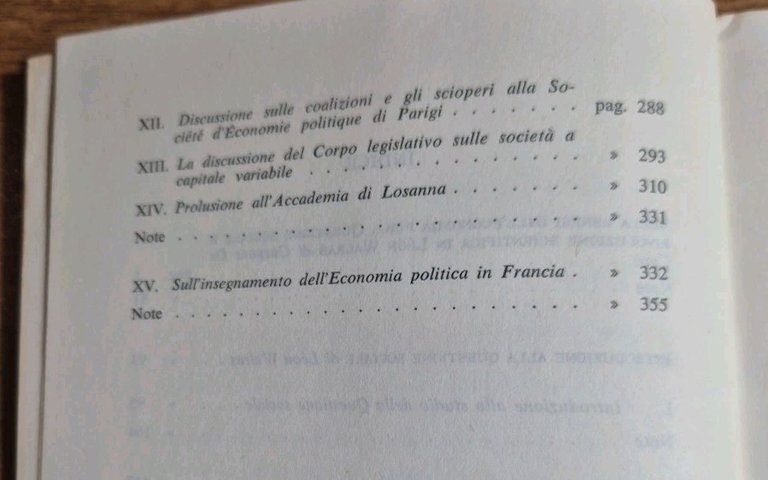 XII. Discussione sulle coalizioni e gli scioperi alla So-
ciété d'Économie politique di Parigi . . . . . . . pag. 288
XIII. La discussione del Corpo legislativo sulle società a
capitale variabile . . . . . . . . . . . . . . . » 293
XIV. Prolusione all'Accademia di Losanna . . . . . . . » 310
Note . . . . . . . . . . . . . . . . . . . . . . » 331
XV. Sull'insegnamento dell'Economia politica in Francia . » 332
Note . . . . . . . . . . . . . . . . . . . . . . » 355